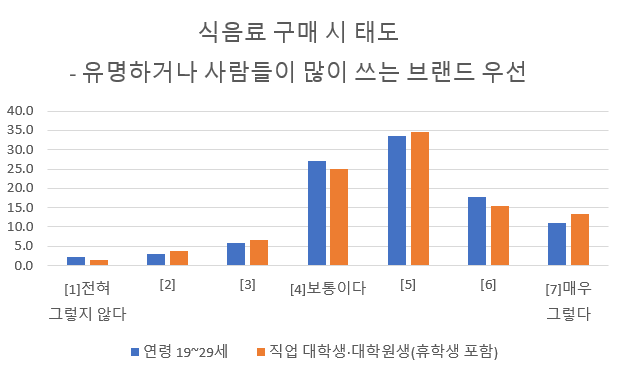 식음료 구매 시 태도
- 유명하거나 사람들이 많이 쓰는 브랜드 우선
40.0
35.0
30.0
25.0
20.0
15.0
10.0
5.0
0.0
[1]전혀 그렇지 않다
[2]
[3]
[4]보통이다
[5]
[6]
[7]매우 그렇다
연령 19~29세
직업 대학생·대학원생(휴학생 포함)